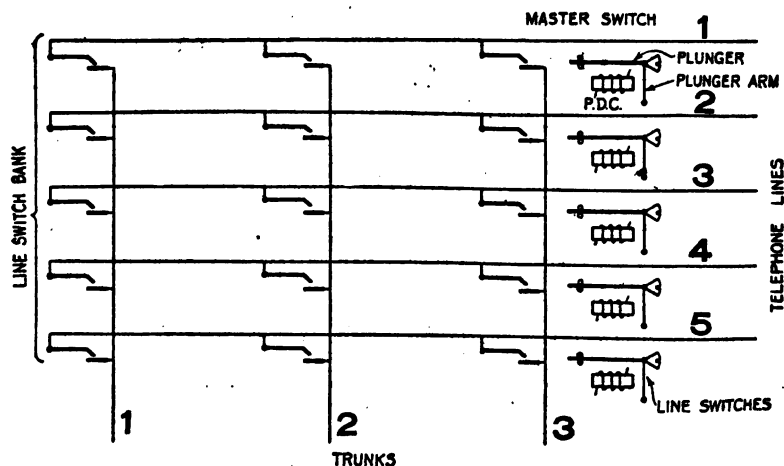 MASTER SWITCH
1
PLUNGER
PLUNGER ARM
P.D.C.
2
3
4
5
LINE SWITCH BANK
TELEPHONE LINES
LINE SWITCHES
1
2
3
TRUNKS